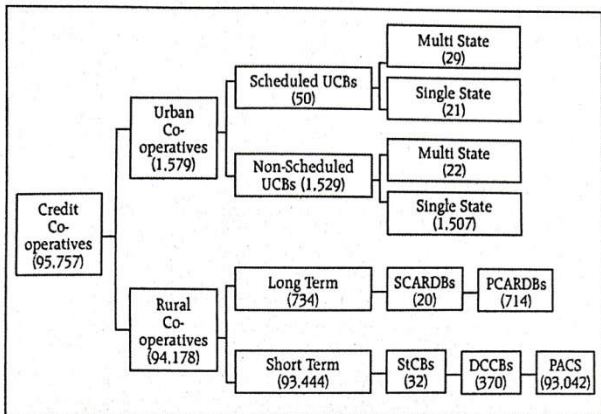 Credit
Co-
operatives
(95,757)
Urban
Co-
operatives
(1,579)
Scheduled UCBs
(50)
Multi State
(29)
Single State
(21)
Non-Scheduled
UCBs (1,529)
Multi State
(22)
Single State
(1,507)
Rural
Co-
operatives
(94,178)
Long Term
(734)
SCARDBs
(20)
PCARDBs
(714)
Short Term
(93,444)
StCBs
(32)
DCCBs
(370)
PACS
(93,042)